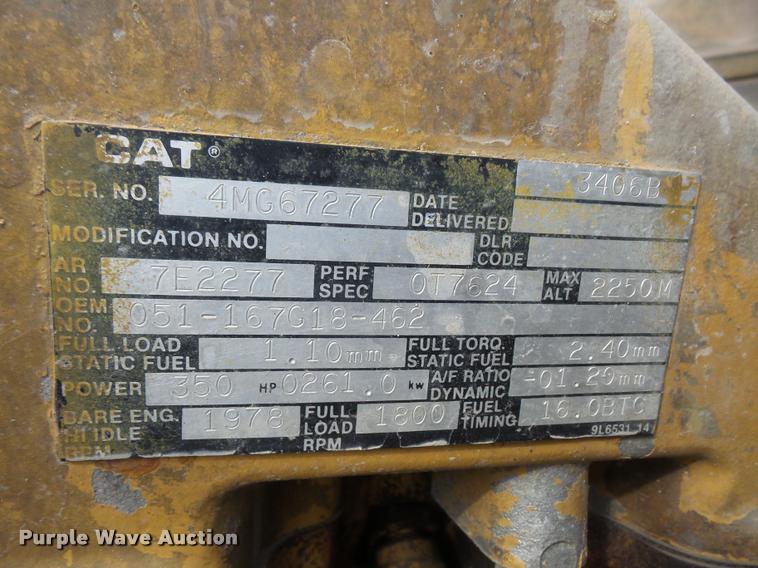 CAT®
3406B
SER. NO. 4MG67277 DATE DELIVERED
MODIFICATION NO. DLR CODE
AR NO. 7E2277 PERF SPEC 0T7624 MAX ALT 2250M
OEM NO. 051-167G18-462
FULL LOAD STATIC FUEL 1.10mm FULL TORQ. STATIC FUEL 2.40mm
POWER 350 HP 0261.0 kw A/F RATIO DYNAMIC -01.20mm
BARE ENG. HI IDLE RPM 1978 FULL LOAD RPM 1800 FUEL TIMING 16.0BTC
9L6531 14
Purple Wave Auction